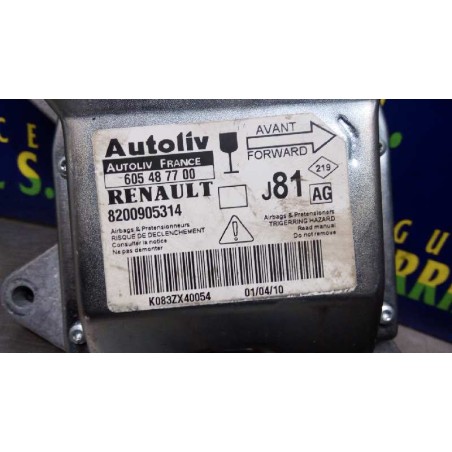 Autoliv
AUTOLIV FRANCE
605 48 77 00
RENAULT
8200905314
AVANT
FORWARD
J81
219
AG
Airbags & Pretensionneurs
RISQUE DE DECLENCHEMENT
Consulter la notice
Ne pas demonter
Airbags & Pretensioners
TRIGERRING HAZARD
Read manual
Do not remove
K083ZX40054
01/04/10